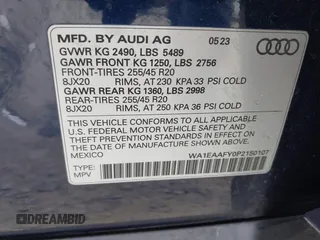 MFD. BY AUDI AG 05 23
GVWR KG 2490, LBS 5489
GAWR FRONT KG 1250, LBS 2756
FRONT-TIRES 255/45 R20
8JX20 RIMS, AT 230 KPA 33 PSI COLD
GAWR REAR KG 1360, LBS 2998
REAR-TIRES 255/45 R20
8JX20 RIMS, AT 250 KPA 36 PSI COLD
THIS VEHICLE CONFORMS TO ALL APPLICABLE
U.S. FEDERAL MOTOR VEHICLE SAFETY AND
THEFT PREVENTION STANDARDS IN EFFECT ON
THE DATE OF MANUFACTURE SHOWN ABOVE.
MEXICO WA1EAAFY0P2150107
TYPE:
MPV
DREAMBID